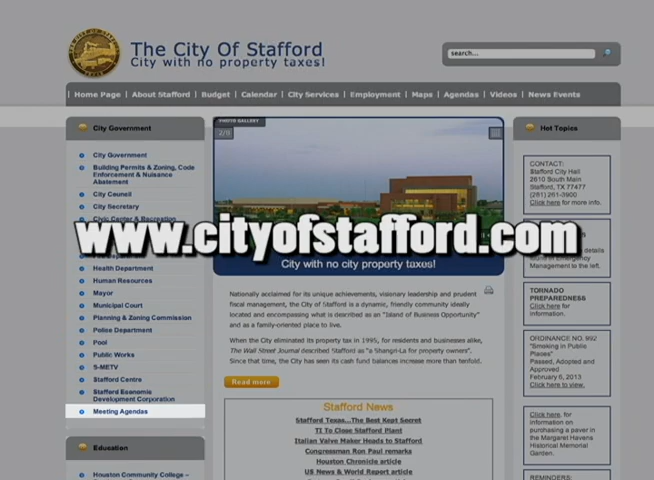 The City Of Stafford
City with no property taxes!
search...
Home Page | About Stafford | Budget | Calendar | City Services | Employment | Maps | Agendas | Videos | News Events
City Government
City Government
Building Permits & Zoning, Code
Enforcement & Nuisance
Abatement
City Council
City Secretary
Civic Center & Recreation
Health Department
Human Resources
Mayor
Municipal Court
Planning & Zoning Commission
Police Department
Pool
Public Works
S-METV
Stafford Centre
Stafford Economic
Development Corporation
Meeting Agendas
Education
Houston Community College –
PHOTO GALLERY
2/9
www.cityofstafford.com
City with no city property taxes!
Nationally acclaimed for its unique achievements, visionary leadership and prudent
fiscal management, the City of Stafford is a dynamic, friendly community ideally
located and encompassing what is described as an "Island of Business Opportunity"
and as a family-oriented place to live.
When the City eliminated its property tax in 1995, for residents and businesses alike,
The Wall Street Journal described Stafford as "a Shangri-La for property owners".
Since that time, the City has seen its cash fund balances increase more than tenfold.
Read more
Stafford News
Stafford Texas...The Best Kept Secret
TI To Close Stafford Plant
Italian Valve Maker Heads to Stafford
Congressman Ron Paul remarks
Houston Chronicle article
US News & World Report article
Hot Topics
CONTACT:
Stafford City Hall
2610 South Main
Stafford, TX 77477
(281) 261-3900
Click here for more info.
details
Management to the left.
TORNADO
PREPAREDNESS
Click here for
information.
ORDINANCE NO. 992
"Smoking in Public
Places"
Passed, Adopted and
Approved
February 6, 2013
Click here to view.
Click here, for
information on
purchasing a paver in
the Margaret Havens
Historical Memorial
Garden.
REMINDERS: